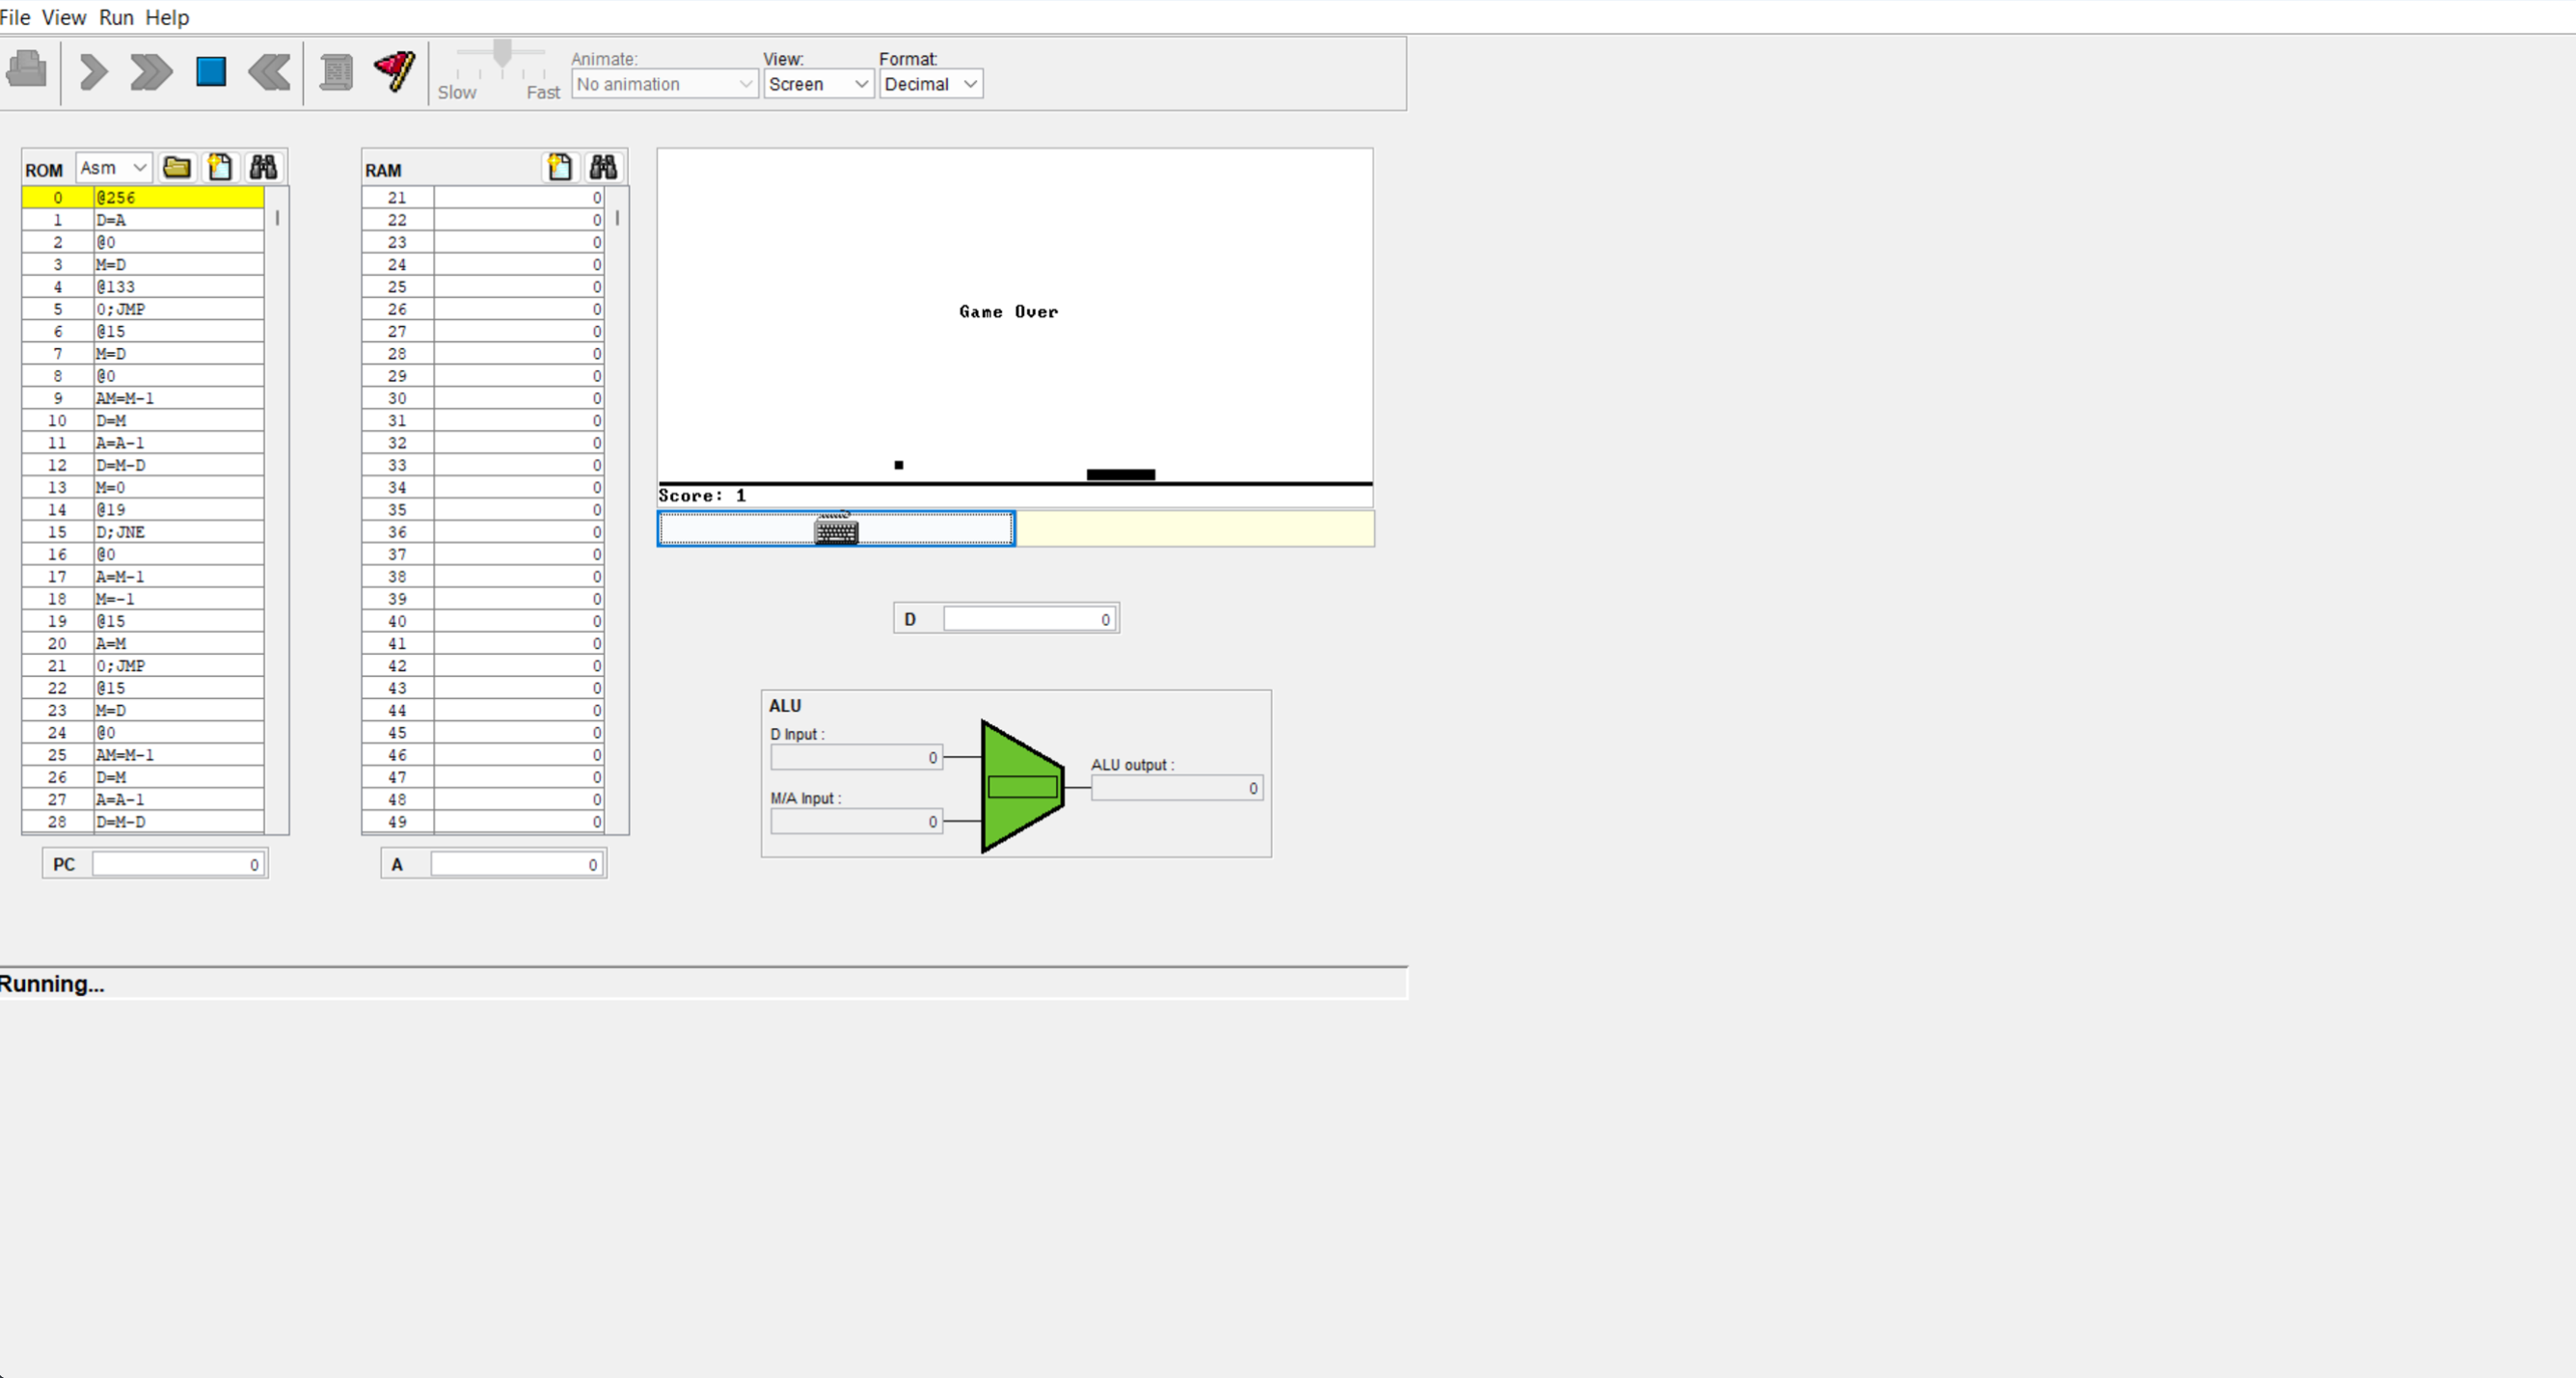 File View Run Help
Animate:
View:
Format:
Slow
Fast
No animation
Screen
Decimal
ROM
Asm
0 @256
1 D=A
2 @0
3 M=D
4 @133
5 0;JMP
6 @15
7 M=D
8 @0
9 AM=M-1
10 D=M
11 A=A-1
12 D=M-D
13 M=0
14 @19
15 D;JNE
16 @0
17 A=M-1
18 M=-1
19 @15
20 A=M
21 0;JMP
22 @15
23 M=D
24 @0
25 AM=M-1
26 D=M
27 A=A-1
28 D=M-D
PC 0
RAM
21 0
22 0
23 0
24 0
25 0
26 0
27 0
28 0
29 0
30 0
31 0
32 0
33 0
34 0
35 0
36 0
37 0
38 0
39 0
40 0
41 0
42 0
43 0
44 0
45 0
46 0
47 0
48 0
49 0
A 0
Game Over
Score: 1
D 0
ALU
D Input :
0
M/A Input :
0
ALU output :
0
Running...